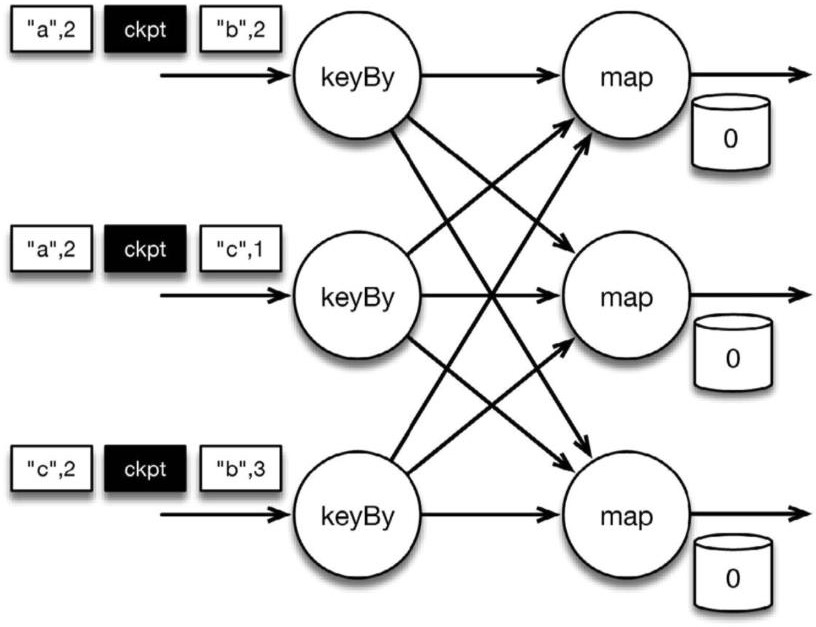 "a",2 ckpt "b",2
keyBy map
0
"a",2 ckpt "c",1
keyBy map
0
"c",2 ckpt "b",3
keyBy map
0